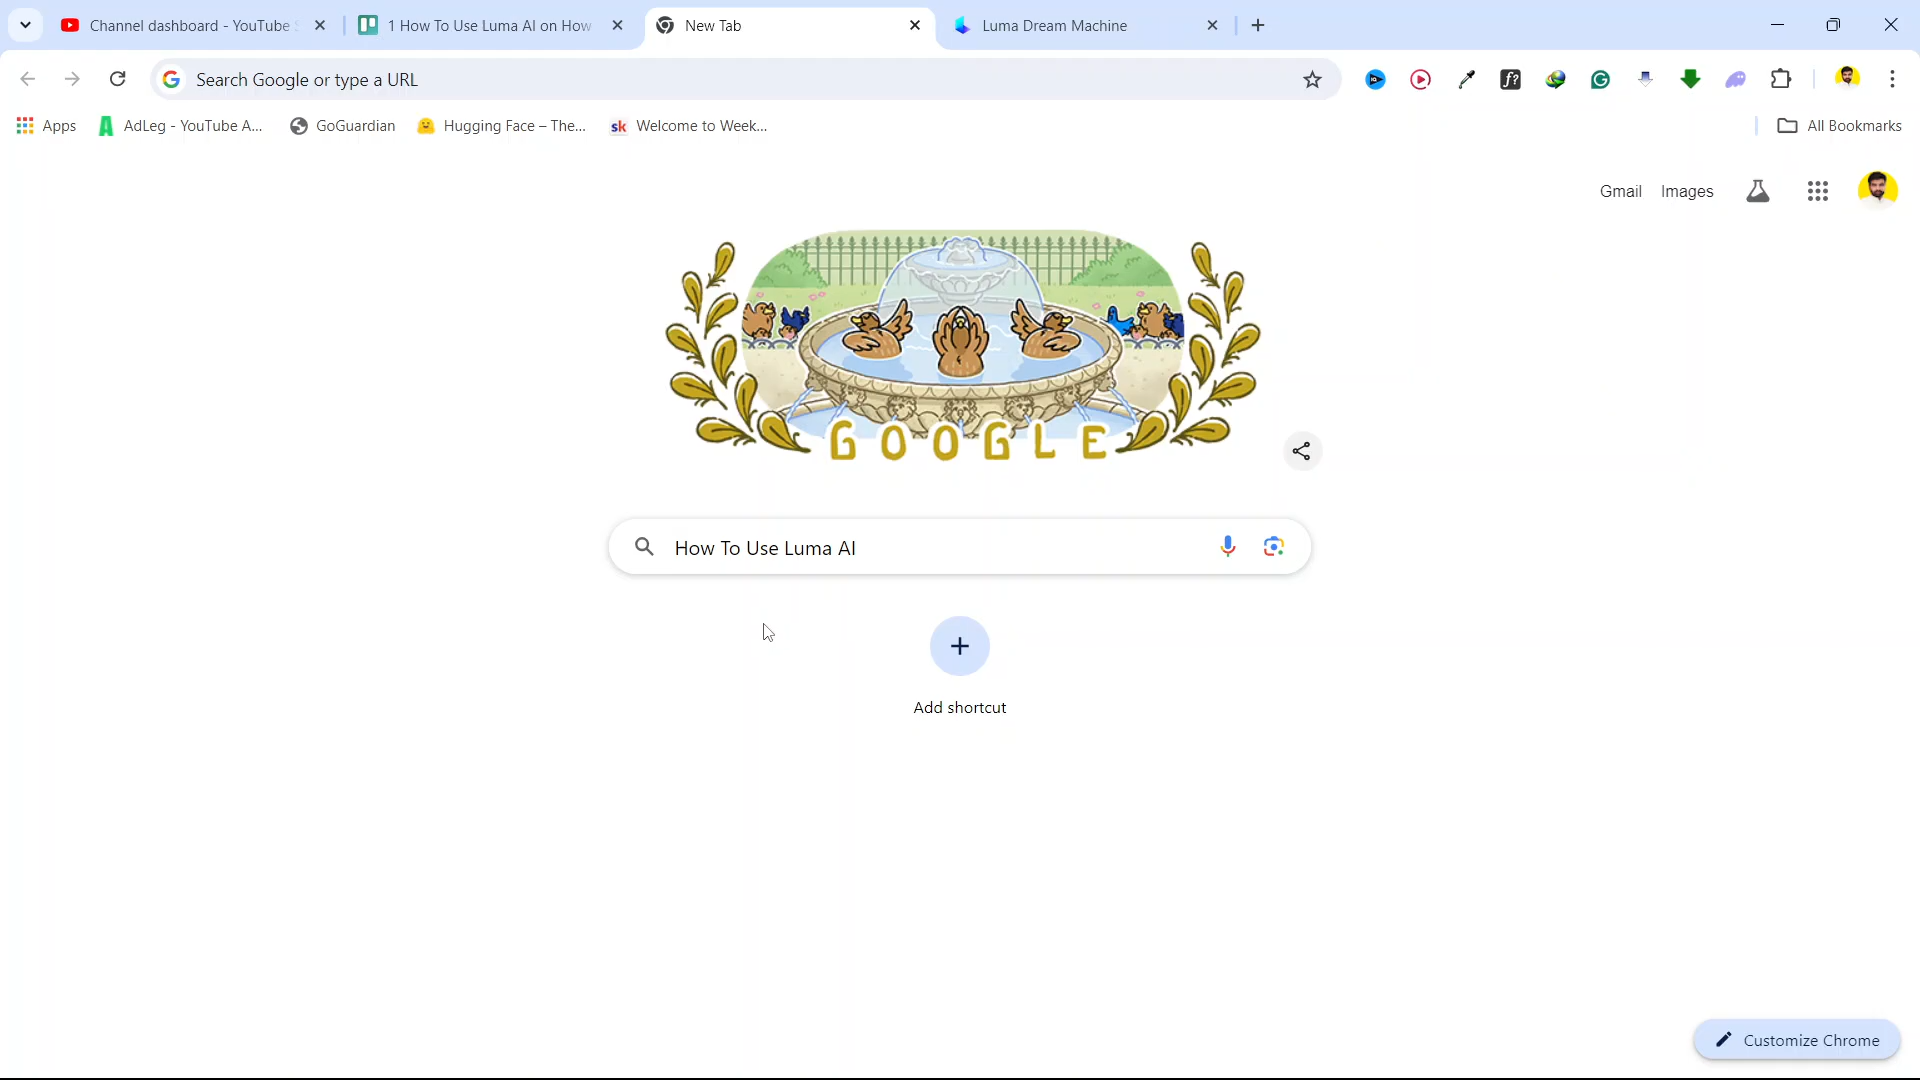 Channel dashboard - YouTube S
1 How To Use Luma AI on How
New Tab
Luma Dream Machine
Search Google or type a URL
Apps
AdLeg - YouTube A...
GoGuardian
Hugging Face – The...
sk Welcome to Week...
All Bookmarks
Gmail
Images
GOOGLE
How To Use Luma AI
Add shortcut
Customize Chrome